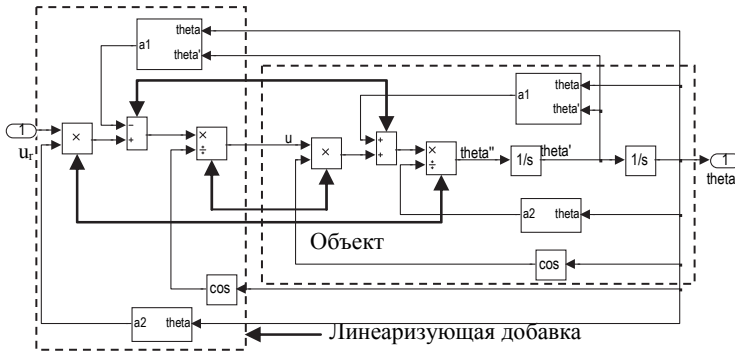 a1 theta
theta'
theta
a1
theta'
1
u_r
×
−
+
×
÷
u
×
+
+
×
÷
theta"
1/s
theta'
1/s
1
theta
a2 theta
Объект
cos
cos
a2 theta
Линеаризующая добавка